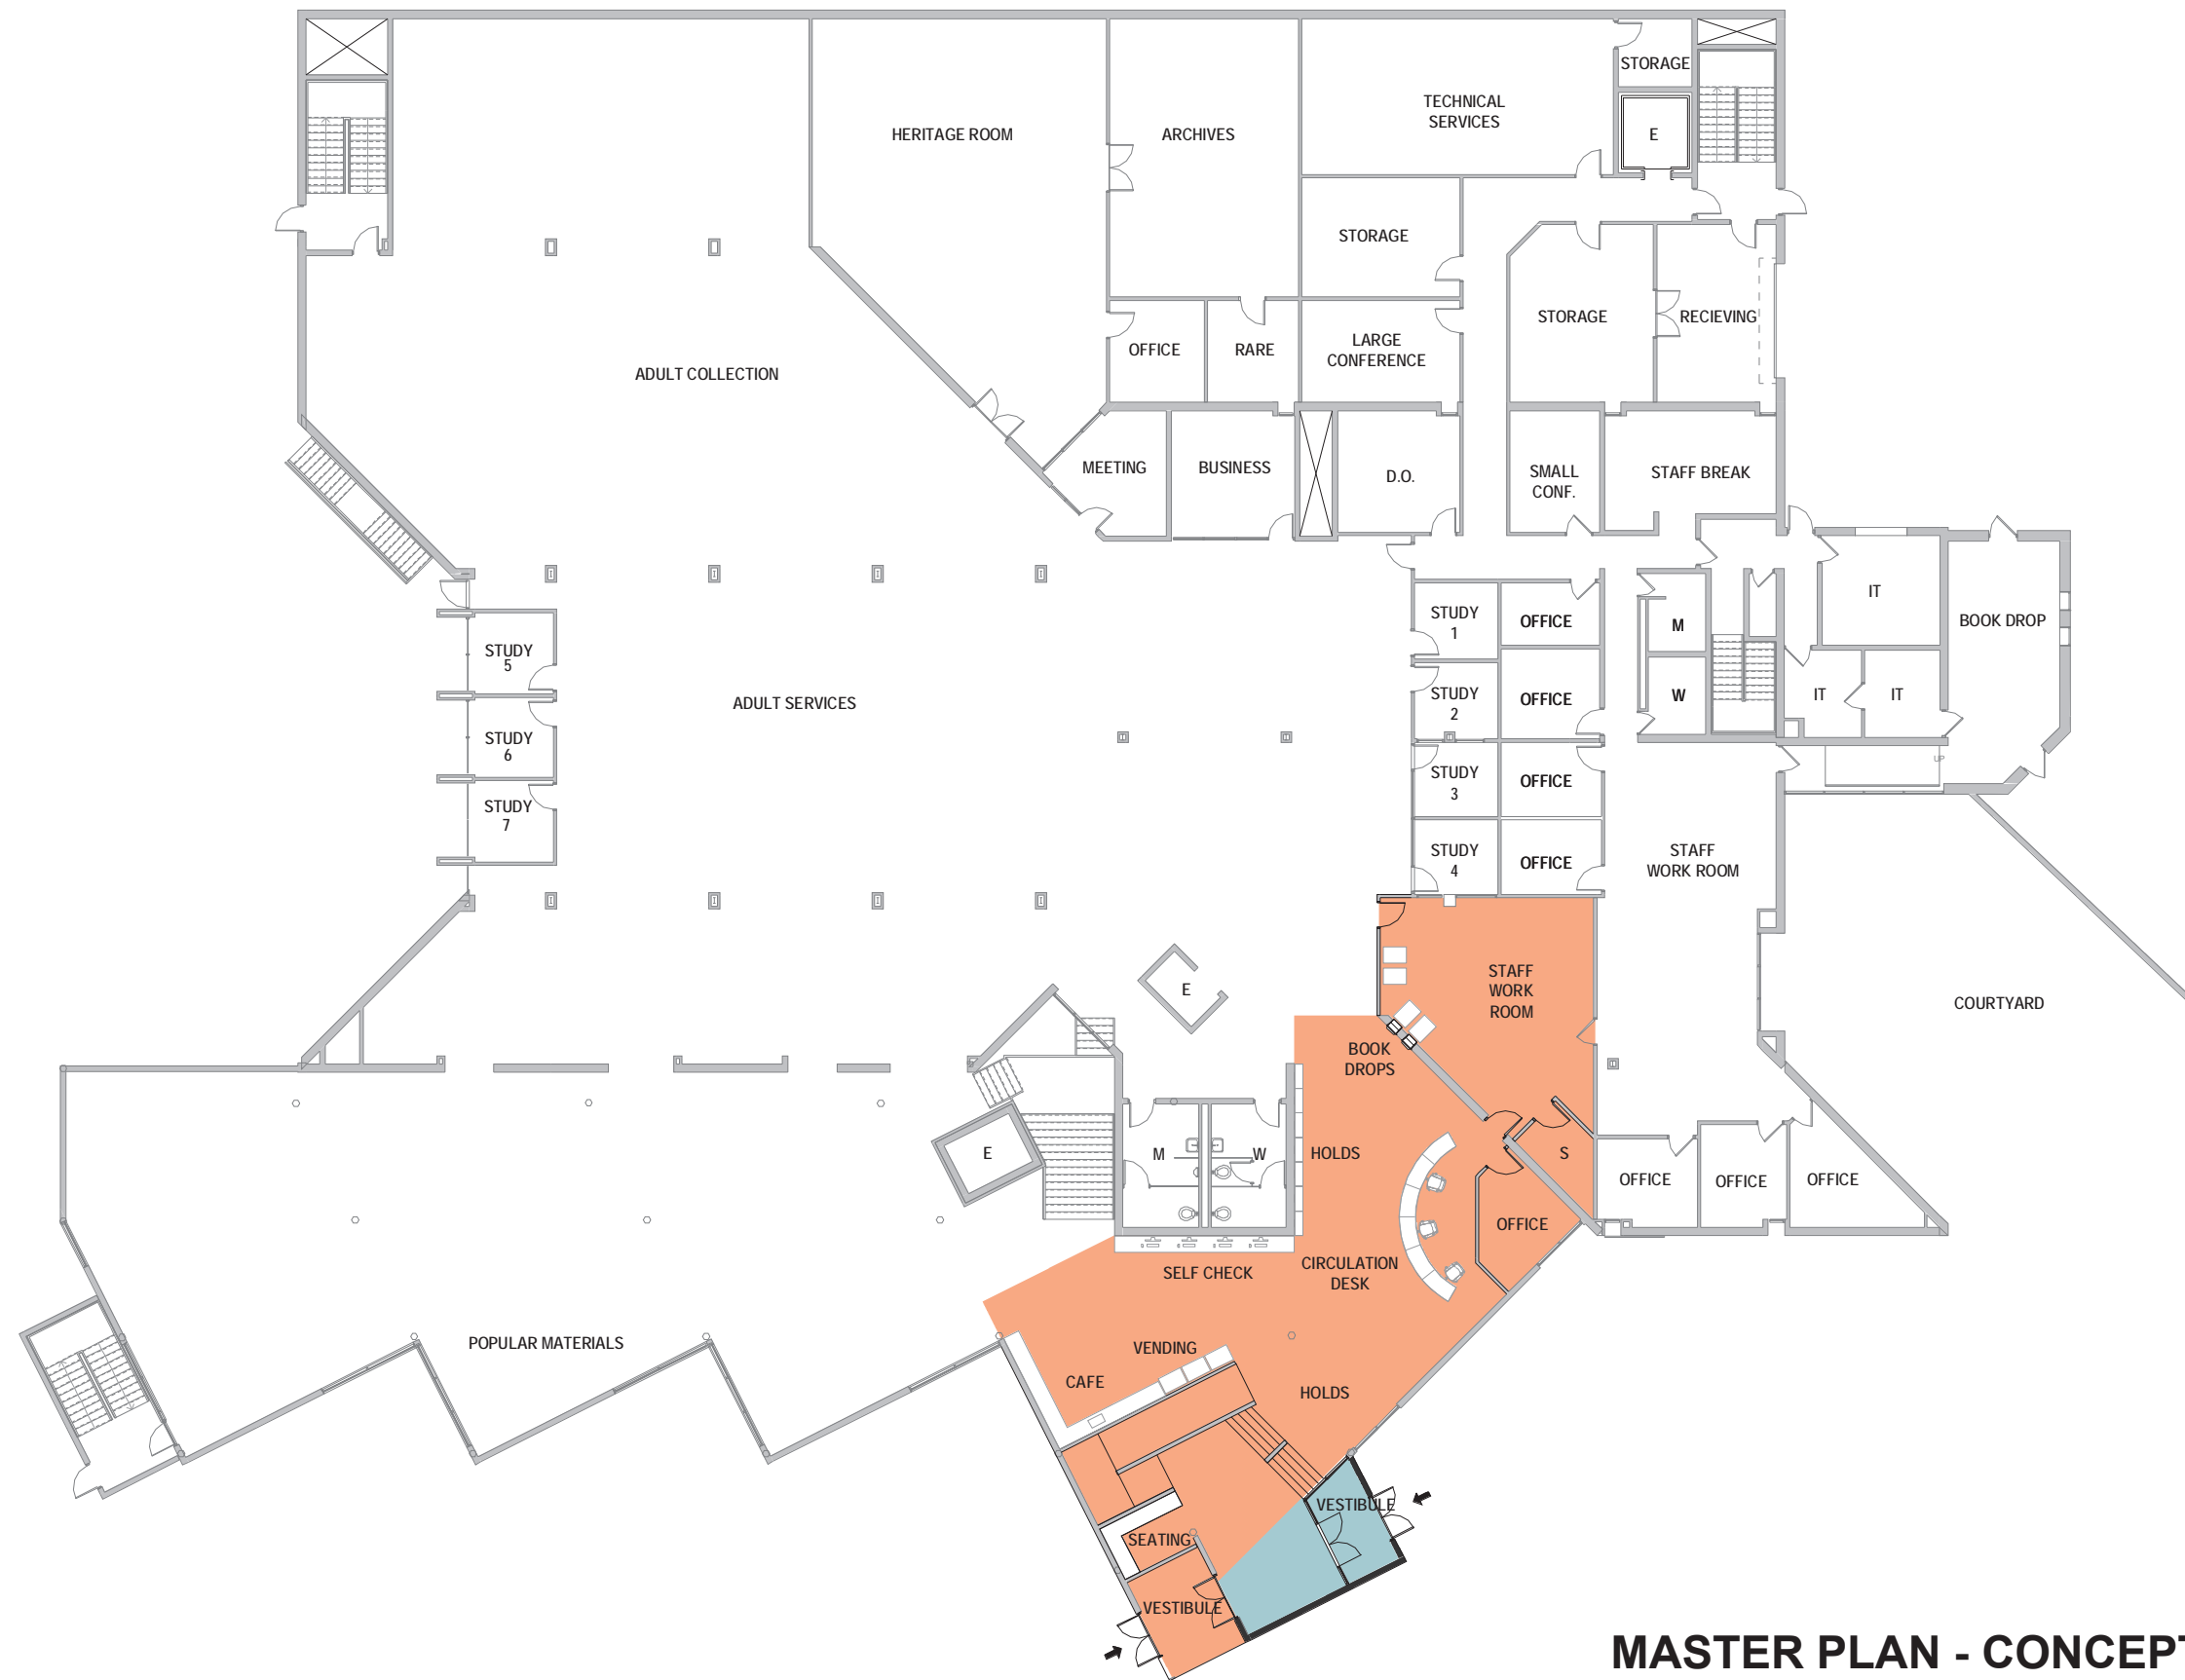 STORAGE
TECHNICAL
SERVICES
HERITAGE ROOM
ARCHIVES
E
STORAGE
STORAGE
RECIEVING
OFFICE
RARE
LARGE
CONFERENCE
ADULT COLLECTION
MEETING
BUSINESS
D.O.
SMALL
CONF.
STAFF BREAK
IT
BOOK DROP
STUDY
1
OFFICE
M
STUDY
5
STUDY
2
OFFICE
W
IT
IT
ADULT SERVICES
STUDY
6
UP
STUDY
3
OFFICE
STUDY
7
STUDY
4
OFFICE
STAFF
WORK ROOM
STAFF
WORK
ROOM
E
COURTYARD
BOOK
DROPS
E
M
W
HOLDS
S
OFFICE
OFFICE
OFFICE
OFFICE
SELF CHECK
CIRCULATION
DESK
POPULAR MATERIALS
VENDING
CAFE
HOLDS
VESTIBULE
SEATING
VESTIBULE
MASTER PLAN - CONCEPT